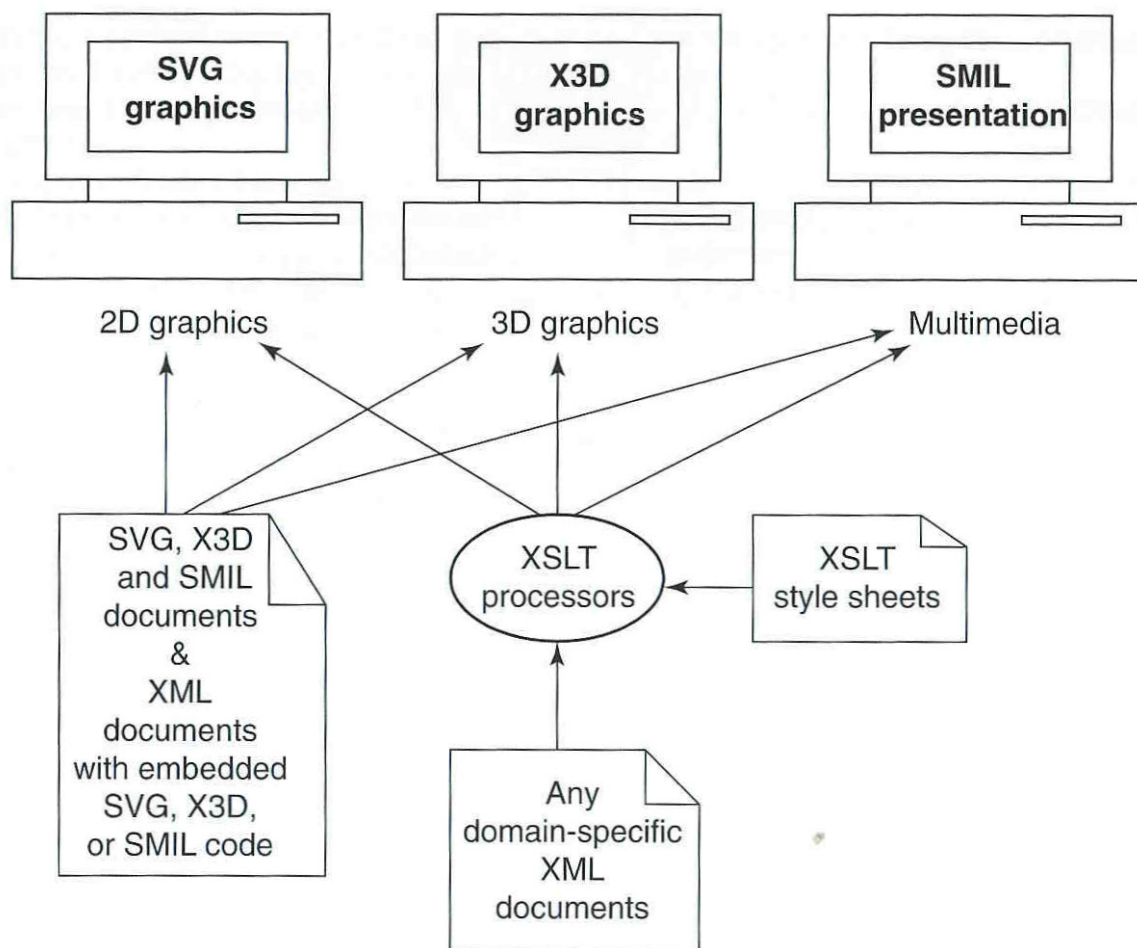 SVG
graphics
X3D
graphics
SMIL
presentation
2D graphics
3D graphics
Multimedia
SVG, X3D
and SMIL
documents
&
XML
documents
with embedded
SVG, X3D,
or SMIL code
XSLT
processors
XSLT
style sheets
Any
domain-specific
XML
documents